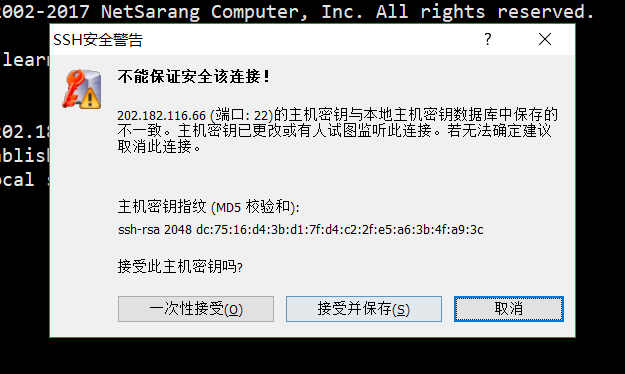 2002-2017 NetSarang Computer, Inc. All rights reserved.
SSH安全警告
learn
不能保证安全该连接！
202.182.116.66 (端口: 22)的主机密钥与本地主机密钥数据库中保存的
不一致。主机密钥已更改或有人试图监听此连接。若无法确定建议
取消此连接。
202.18
ablish
ocal s
主机密钥指纹 (MD5 校验和):
ssh-rsa 2048 dc:75:16:d4:3b:d1:7f:d4:c2:2f:e5:a6:3b:4f:a9:3c
接受此主机密钥吗?
一次性接受(O)
接受并保存(S)
取消